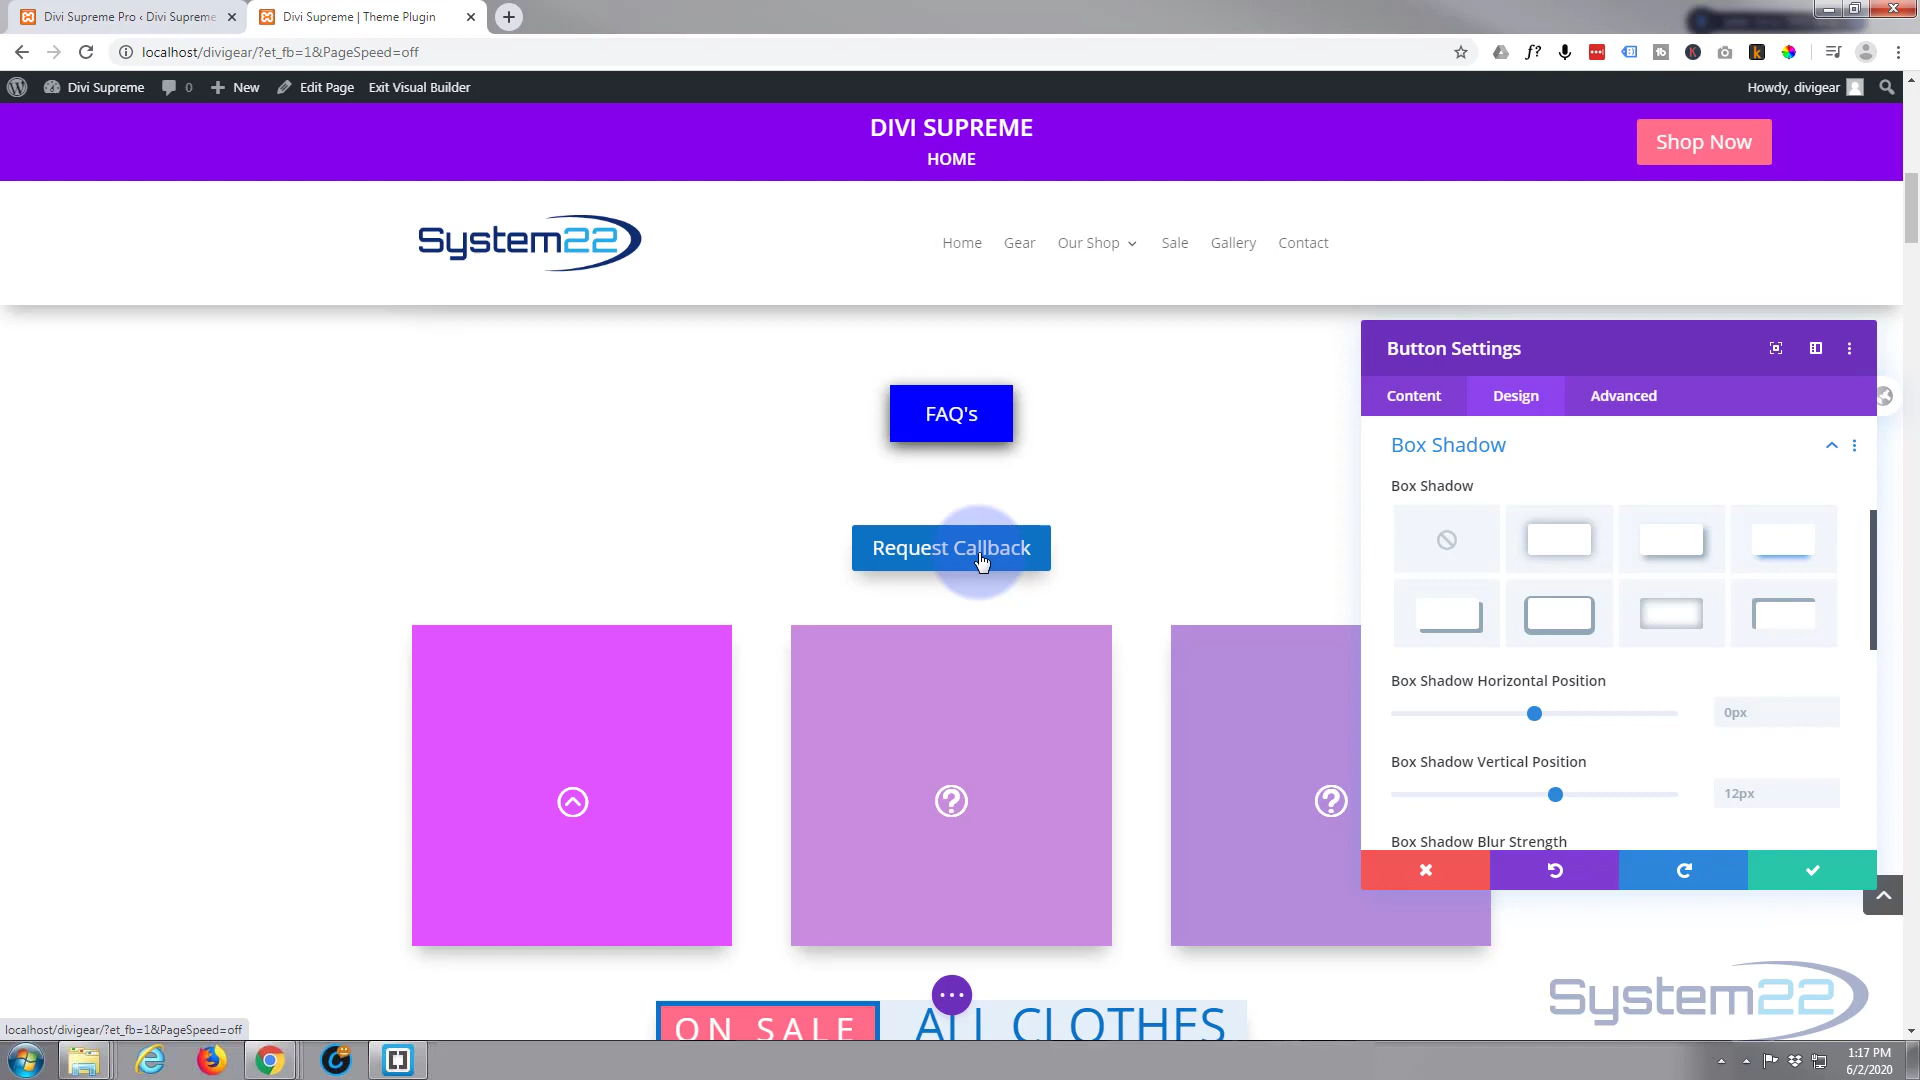 Divi Supreme Pro ‹ Divi Supreme
Divi Supreme | Theme Plugin
localhost/divigear/?et_fb=1&PageSpeed=off
Divi Supreme
0
New
Edit Page
Exit Visual Builder
Howdy, divigear
DIVI SUPREME
HOME
Shop Now
System22
Home
Gear
Our Shop
Sale
Gallery
Contact
Button Settings
Content
Design
Advanced
FAQ's
Box Shadow
Box Shadow
Request Callback
Box Shadow Horizontal Position
0px
Box Shadow Vertical Position
12px
Box Shadow Blur Strength
ON SALE
ALL CLOTHES
System22
localhost/divigear/?et_fb=1&PageSpeed=off
1:17 PM
6/2/2020